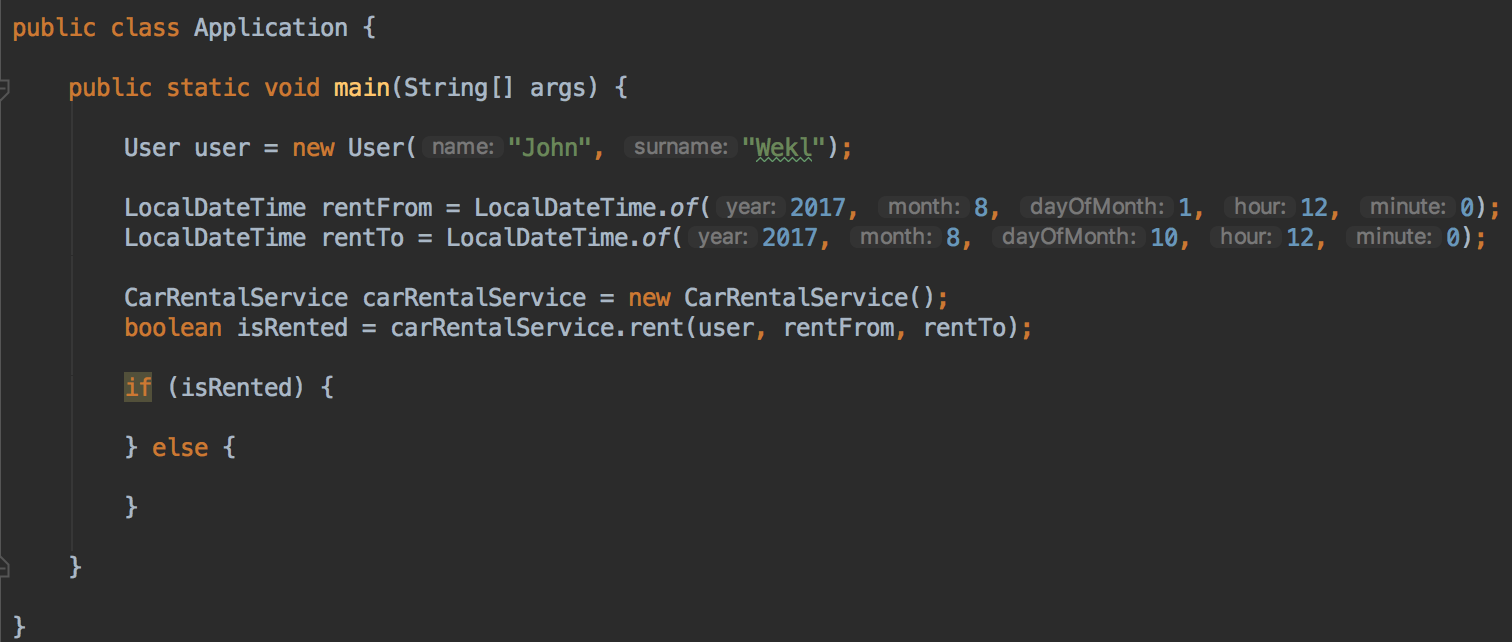 public class Application {
public static void main(String[] args) {
User user = new User( name: "John", surname: "Wekl");
LocalDateTime rentFrom = LocalDateTime.of( year: 2017, month: 8, dayOfMonth: 1, hour: 12, minute: 0);
LocalDateTime rentTo = LocalDateTime.of( year: 2017, month: 8, dayOfMonth: 10, hour: 12, minute: 0);
CarRentalService carRentalService = new CarRentalService();
boolean isRented = carRentalService.rent(user, rentFrom, rentTo);
if (isRented) {
} else {
}
}
}